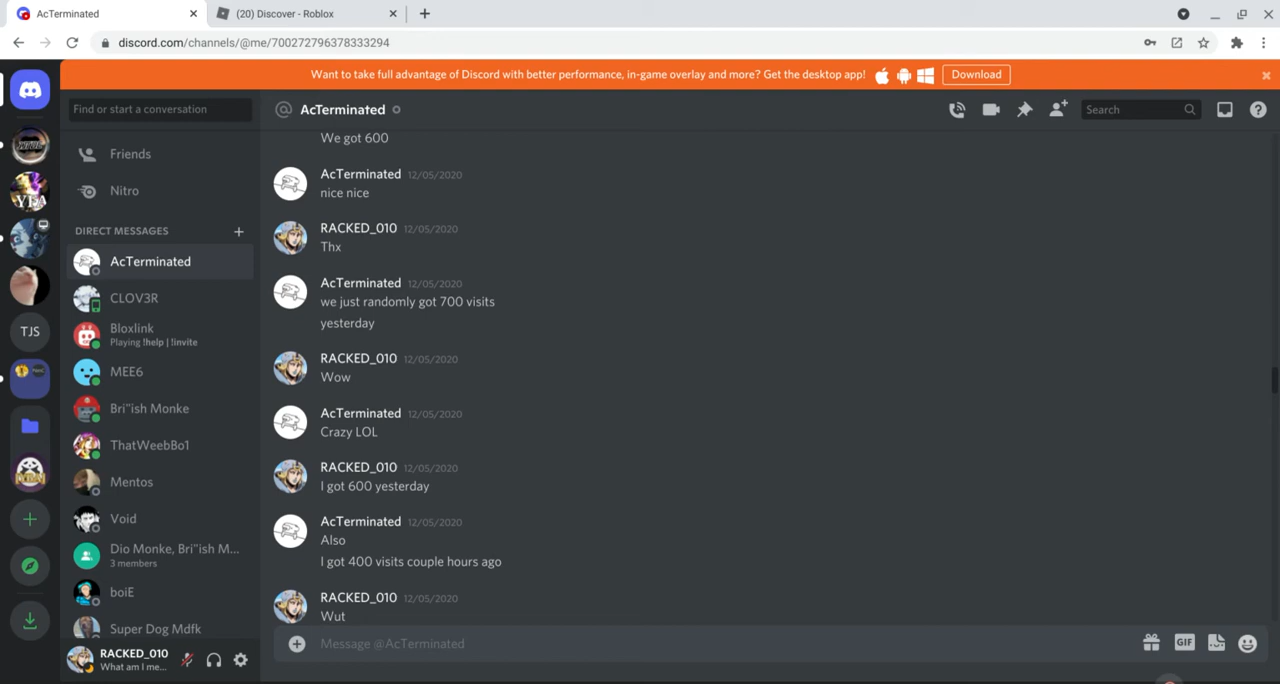 AcTerminated
(20) Discover - Roblox
discord.com/channels/@me/700272796378333294
Want to take full advantage of Discord with better performance, in-game overlay and more? Get the desktop app!
Download
Find or start a conversation
Friends
Nitro
DIRECT MESSAGES
AcTerminated
CLOV3R
Bloxlink
Playing !help | !invite
MEE6
Bri"ish Monke
ThatWeebBo1
Mentos
Void
Dio Monke, Bri"ish M...
3 members
boiE
Super Dog Mdfk
RACKED_010
What am I me...
YEA
TJS
AcTerminated
Search
We got 600
AcTerminated 12/05/2020
nice nice
RACKED_010 12/05/2020
Thx
AcTerminated 12/05/2020
we just randomly got 700 visits
yesterday
RACKED_010 12/05/2020
Wow
AcTerminated 12/05/2020
Crazy LOL
RACKED_010 12/05/2020
I got 600 yesterday
AcTerminated 12/05/2020
Also
I got 400 visits couple hours ago
RACKED_010 12/05/2020
Wut
Message @AcTerminated
GIF